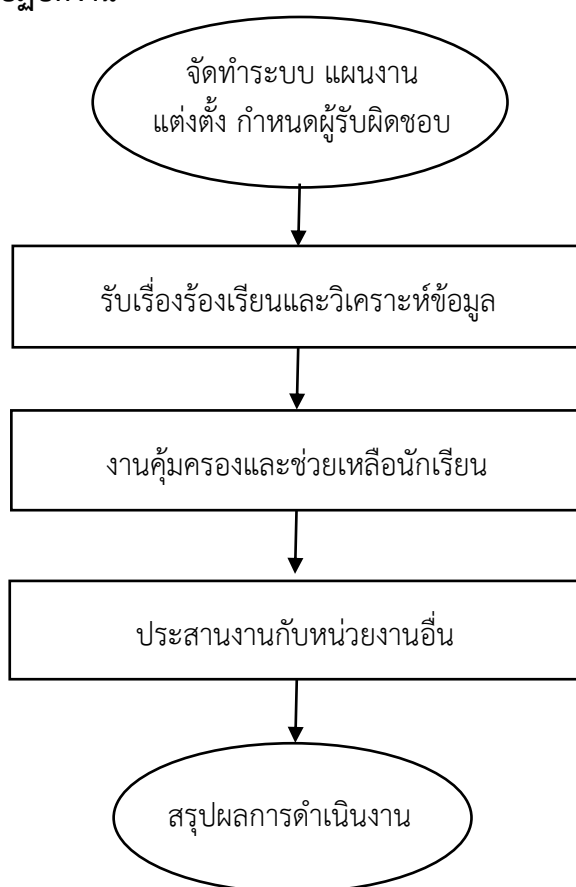 จัดทำระบบ แผนงาน
แต่งตั้ง กำหนดผู้รับผิดชอบ
รับเรื่องร้องเรียนและวิเคราะห์ข้อมูล
งานคุ้มครองและช่วยเหลือนักเรียน
ประสานงานกับหน่วยงานอื่น
สรุปผลการดำเนินงาน